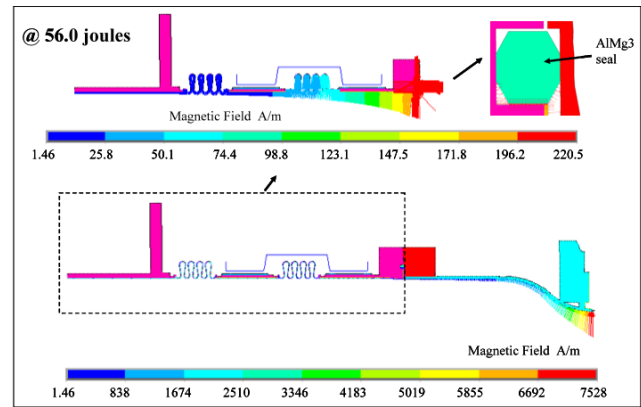 @ 56.0 joules
AlMg3
seal
Magnetic Field A/m
1.46 25.8 50.1 74.4 98.8 123.1 147.5 171.8 196.2 220.5
Magnetic Field A/m
1.46 838 1674 2510 3346 4183 5019 5855 6692 7528